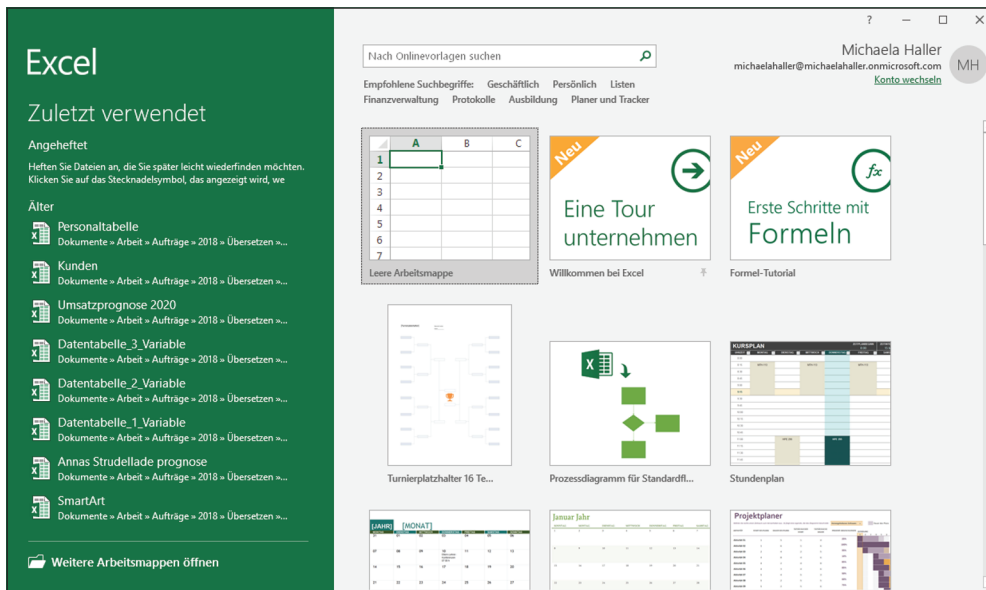 Excel
Zuletzt verwendet
Angeheftet
Heften Sie Dateien an, die Sie später leicht wiederfinden möchten.
Klicken Sie auf das Stecknadelsymbol, das angezeigt wird, we
Älter
Personaltabelle
Dokumente » Arbeit » Aufträge » 2018 » Übersetzen »...
Kunden
Dokumente » Arbeit » Aufträge » 2018 » Übersetzen »...
Umsatzprognose 2020
Dokumente » Arbeit » Aufträge » 2018 » Übersetzen »...
Datentabelle_3_Variable
Dokumente » Arbeit » Aufträge » 2018 » Übersetzen »...
Datentabelle_2_Variable
Dokumente » Arbeit » Aufträge » 2018 » Übersetzen »...
Datentabelle_1_Variable
Dokumente » Arbeit » Aufträge » 2018 » Übersetzen »...
Annas Strudellade prognose
Dokumente » Arbeit » Aufträge » 2018 » Übersetzen »...
SmartArt
Dokumente » Arbeit » Aufträge » 2018 » Übersetzen »...
Weitere Arbeitsmappen öffnen
?
Michaela Haller
michaelahaller@michaelahaller.onmicrosoft.com
Konto wechseln
MH
Nach Onlinevorlagen suchen
Empfohlene Suchbegriffe: Geschäftlich Persönlich Listen
Finanzverwaltung Protokolle Ausbildung Planer und Tracker
A B C
1
2
3
4
5
6
7
Leere Arbeitsmappe
Neu
Eine Tour
unternehmen
Willkommen bei Excel
Neu
fx
Erste Schritte mit
Formeln
Formel-Tutorial
Turnierplatzhalter 16 Te...
X
Prozessdiagramm für Standardfl...
KURSPLAN
Stundenplan
[JAHR] [MONAT]
Januar Jahr
Projektplaner